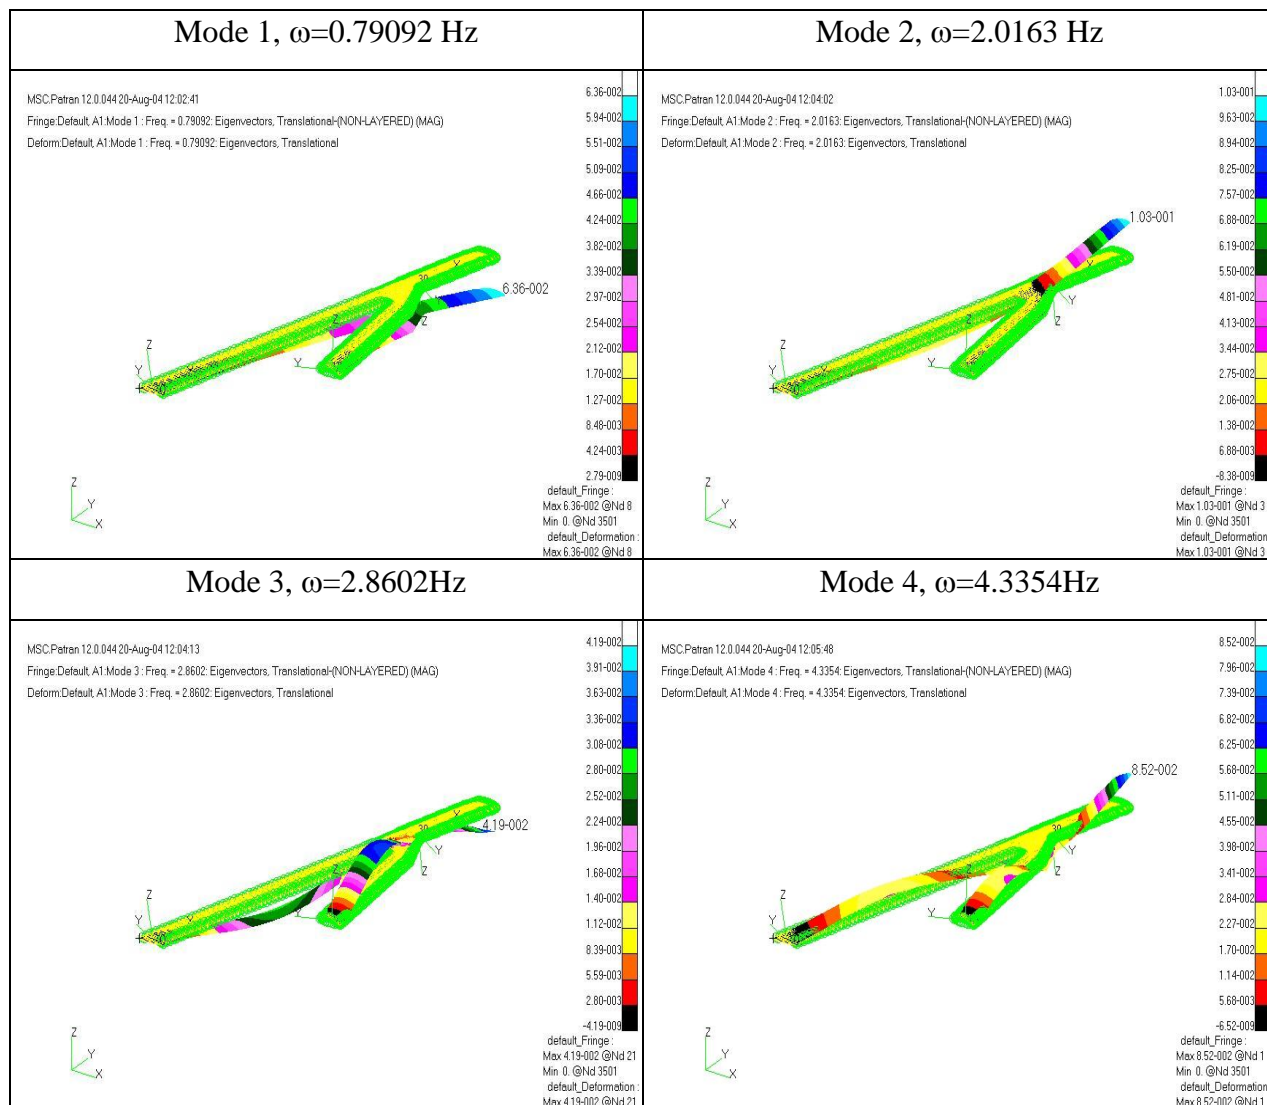 Mode 1, ω=0.79092 Hz
MSC.Patran 12.0.044 20-Aug-04 12:02:41
Fringe:Default, A1:Mode 1 : Freq. = 0.79092: Eigenvectors, Translational-(NON-LAYERED) (MAG)
Deform:Default, A1:Mode 1 : Freq. = 0.79092: Eigenvectors, Translational
6.36-002
5.94-002
5.51-002
5.09-002
4.66-002
4.24-002
3.82-002
3.39-002
2.97-002
2.54-002
2.12-002
1.70-002
1.27-002
8.48-003
4.24-003
2.79-009
6.36-002
Y
30
Z
Z
Y
Z
Y
Z
Y
X
default_Fringe :
Max 6.36-002 @Nd 8
Min 0. @Nd 3501
default_Deformation :
Max 6.36-002 @Nd 8
Mode 2, ω=2.0163 Hz
MSC.Patran 12.0.044 20-Aug-04 12:04:02
Fringe:Default, A1:Mode 2 : Freq. = 2.0163: Eigenvectors, Translational-(NON-LAYERED) (MAG)
Deform:Default, A1:Mode 2 : Freq. = 2.0163: Eigenvectors, Translational
1.03-001
9.63-002
8.94-002
8.25-002
7.57-002
6.88-002
6.19-002
5.50-002
4.81-002
4.13-002
3.44-002
2.75-002
2.06-002
1.38-002
6.88-003
-8.38-009
1.03-001
Y
Y
Z
Z
Y
Z
Y
Z
Y
X
default_Fringe :
Max 1.03-001 @Nd 3
Min 0. @Nd 3501
default_Deformation
Max 1.03-001 @Nd 3
Mode 3, ω=2.8602Hz
MSC.Patran 12.0.044 20-Aug-04 12:04:13
Fringe:Default, A1:Mode 3 : Freq. = 2.8602: Eigenvectors, Translational-(NON-LAYERED) (MAG)
Deform:Default, A1:Mode 3 : Freq. = 2.8602: Eigenvectors, Translational
4.19-002
3.91-002
3.63-002
3.36-002
3.08-002
2.80-002
2.52-002
2.24-002
1.96-002
1.68-002
1.40-002
1.12-002
8.39-003
5.59-003
2.80-003
-4.19-009
4.19-002
Y
30
Y
Z
Z
Y
Z
Y
Z
Y
X
default_Fringe :
Max 4.19-002 @Nd 21
Min 0. @Nd 3501
default_Deformation :
Max 4.19-002 @Nd 21
Mode 4, ω=4.3354Hz
MSC.Patran 12.0.044 20-Aug-04 12:05:48
Fringe:Default, A1:Mode 4 : Freq. = 4.3354: Eigenvectors, Translational-(NON-LAYERED) (MAG)
Deform:Default, A1:Mode 4 : Freq. = 4.3354: Eigenvectors, Translational
8.52-002
7.96-002
7.39-002
6.82-002
6.25-002
5.68-002
5.11-002
4.55-002
3.98-002
3.41-002
2.84-002
2.27-002
1.70-002
1.14-002
5.68-003
-6.52-009
8.52-002
30
Y
Z
Z
Y
Z
Y
Z
Y
X
default_Fringe :
Max 8.52-002 @Nd 1
Min 0. @Nd 3501
default_Deformation
Max 8.52-002 @Nd 1